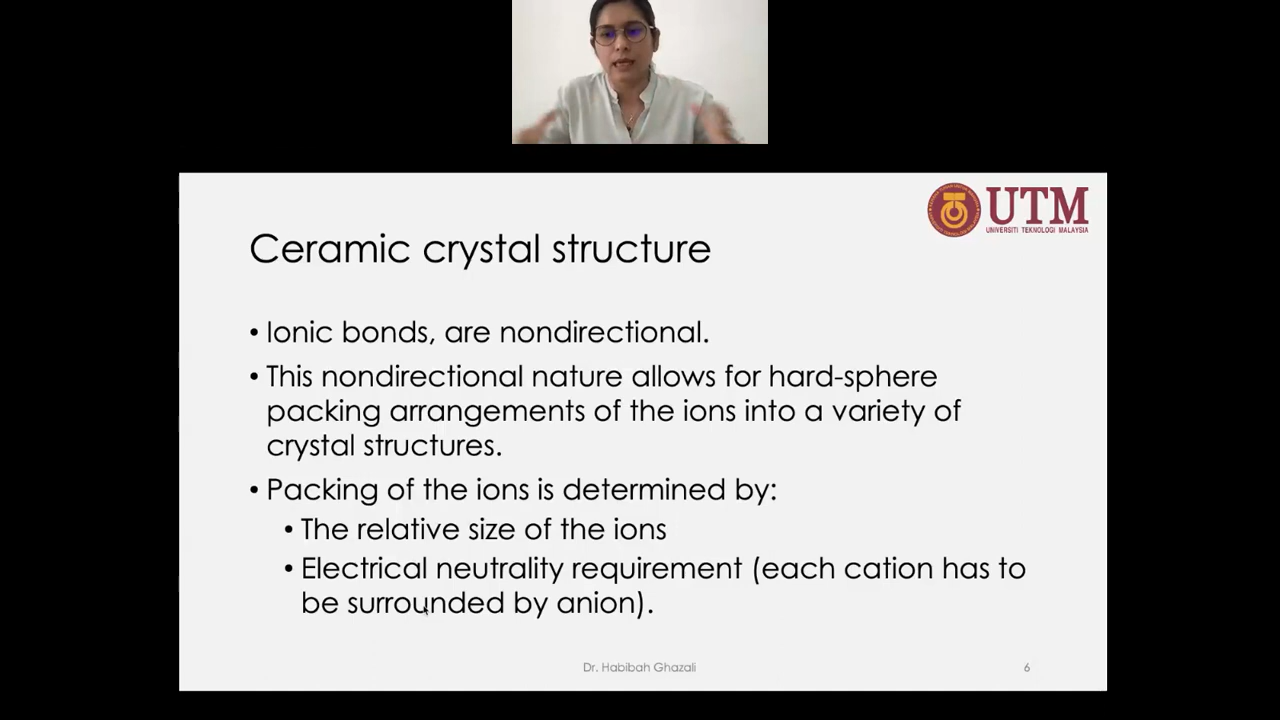 UTM
UNIVERSITI TEKNOLOGI MALAYSIA
Ceramic crystal structure
• Ionic bonds, are nondirectional.
• This nondirectional nature allows for hard-sphere
packing arrangements of the ions into a variety of
crystal structures.
• Packing of the ions is determined by:
• The relative size of the ions
• Electrical neutrality requirement (each cation has to
be surrounded by anion).
Dr. Habibah Ghazali
6